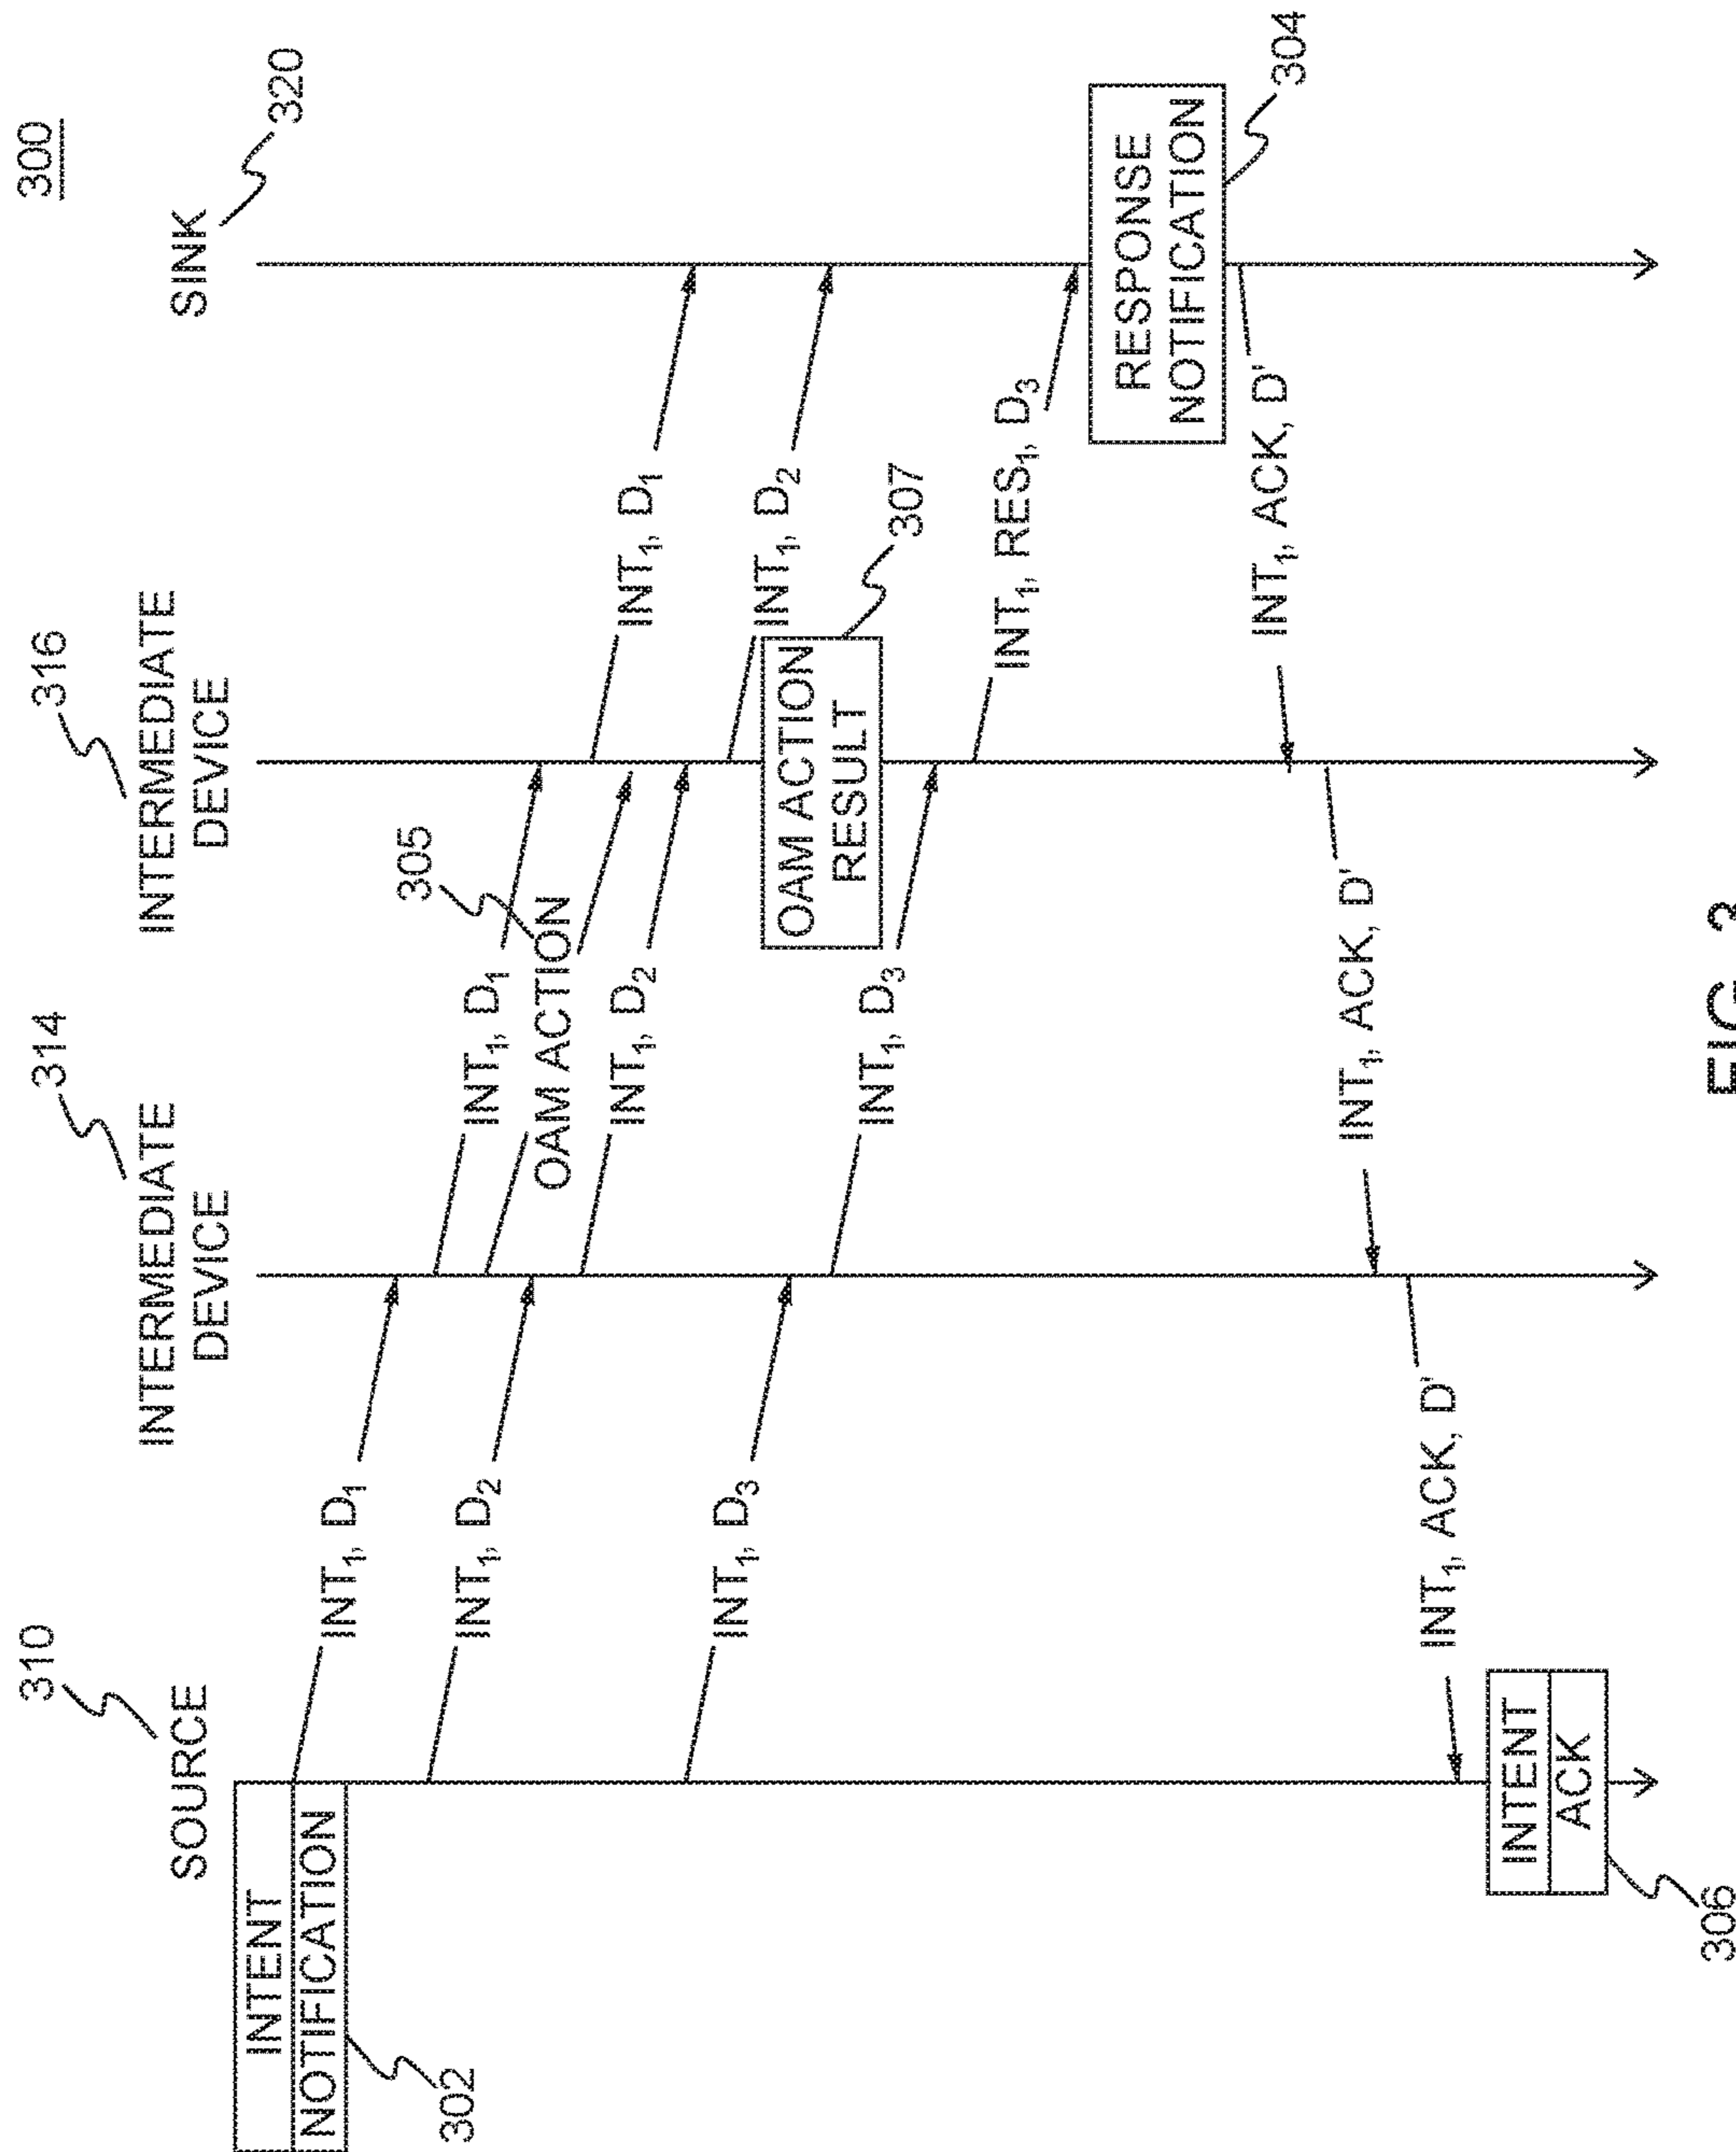 300
310
314
316
320
SOURCE
INTERMEDIATE
DEVICE
INTERMEDIATE
DEVICE
SINK
INTENT
NOTIFICATION
302
INT₁, D₁
INT₁, D₂
INT₁, D₃
INT₁, D₁
305
OAM ACTION
INT₁, D₂
INT₁, D₃
INT₁, D₁
INT₁, D₂
OAM ACTION
RESULT
307
INT₁, RES₁, D₃
RESPONSE
NOTIFICATION
304
INT₁, ACK, D'
INT₁, ACK, D'
INT₁, ACK, D'
INTENT
ACK
306
FIG. 3